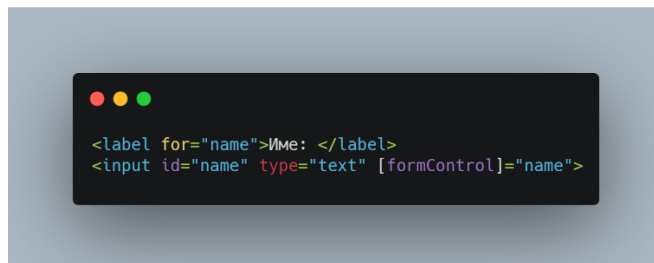 <label for="name">Име: </label>
<input id="name" type="text" [formControl]="name">